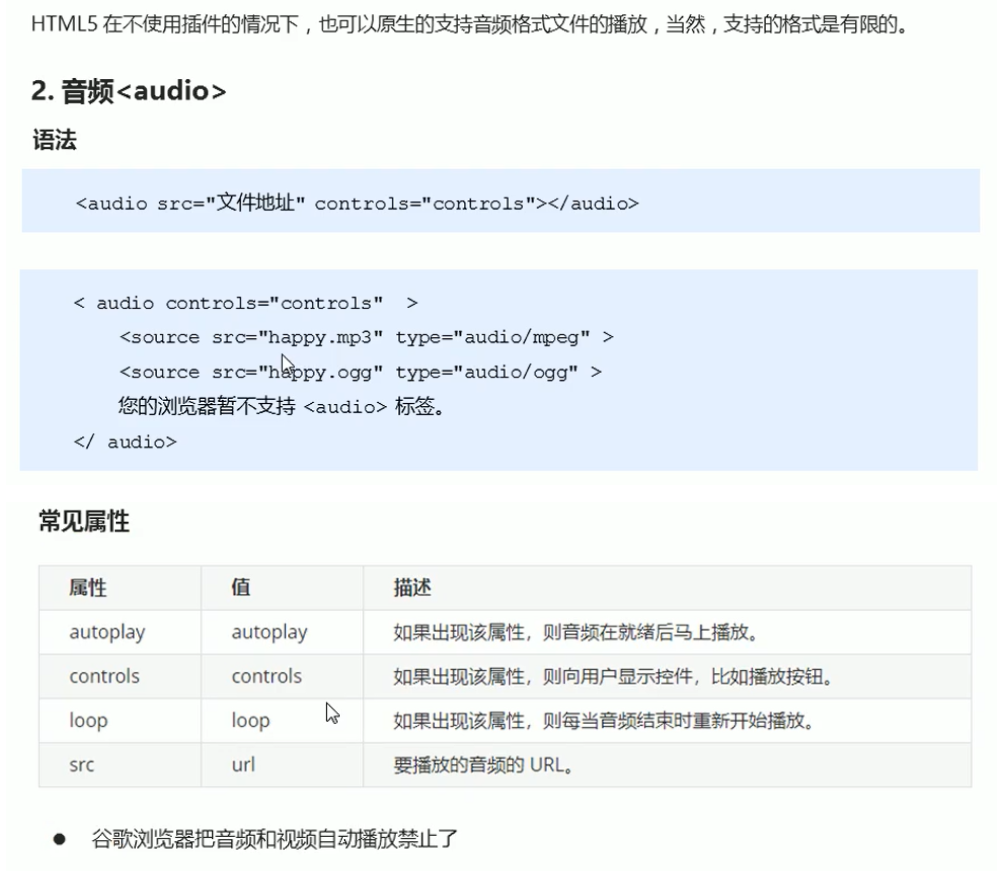 HTML5 在不使用插件的情况下，也可以原生的支持音频格式文件的播放，当然，支持的格式是有限的。
2. 音频<audio>
语法
<audio src="文件地址" controls="controls"></audio>
< audio controls="controls"  >
<source src="happy.mp3" type="audio/mpeg" >
<source src="happy.ogg" type="audio/ogg" >
您的浏览器暂不支持 <audio> 标签。
</ audio>
常见属性
属性 值 描述
autoplay autoplay 如果出现该属性，则音频在就绪后马上播放。
controls controls 如果出现该属性，则向用户显示控件，比如播放按钮。
loop loop 如果出现该属性，则每当音频结束时重新开始播放。
src url 要播放的音频的 URL。
● 谷歌浏览器把音频和视频自动播放禁止了